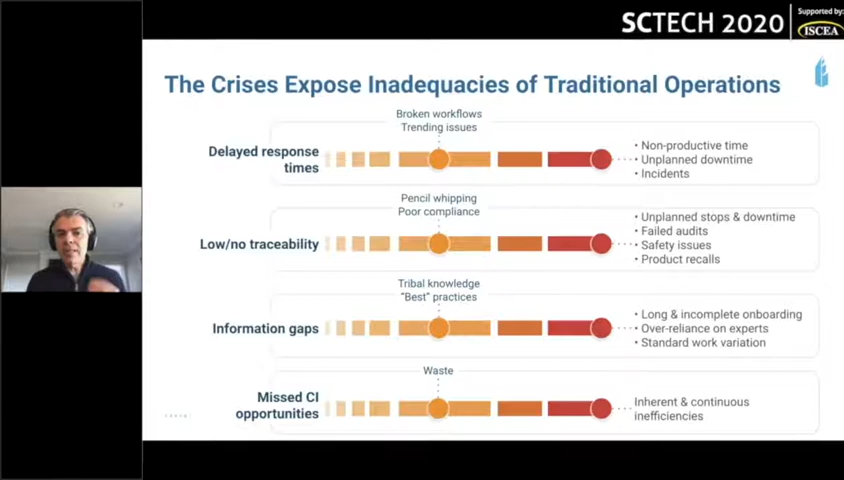 SCTECH 2020
Supported by:
ISCEA
The Crises Expose Inadequacies of Traditional Operations
Broken workflows
Trending issues
Delayed response
times
• Non-productive time
• Unplanned downtime
• Incidents
Pencil whipping
Poor compliance
Low/no traceability
• Unplanned stops & downtime
• Failed audits
• Safety issues
• Product recalls
Tribal knowledge
"Best" practices
Information gaps
• Long & incomplete onboarding
• Over-reliance on experts
• Standard work variation
Waste
Missed CI
opportunities
Inherent & continuous
inefficiencies